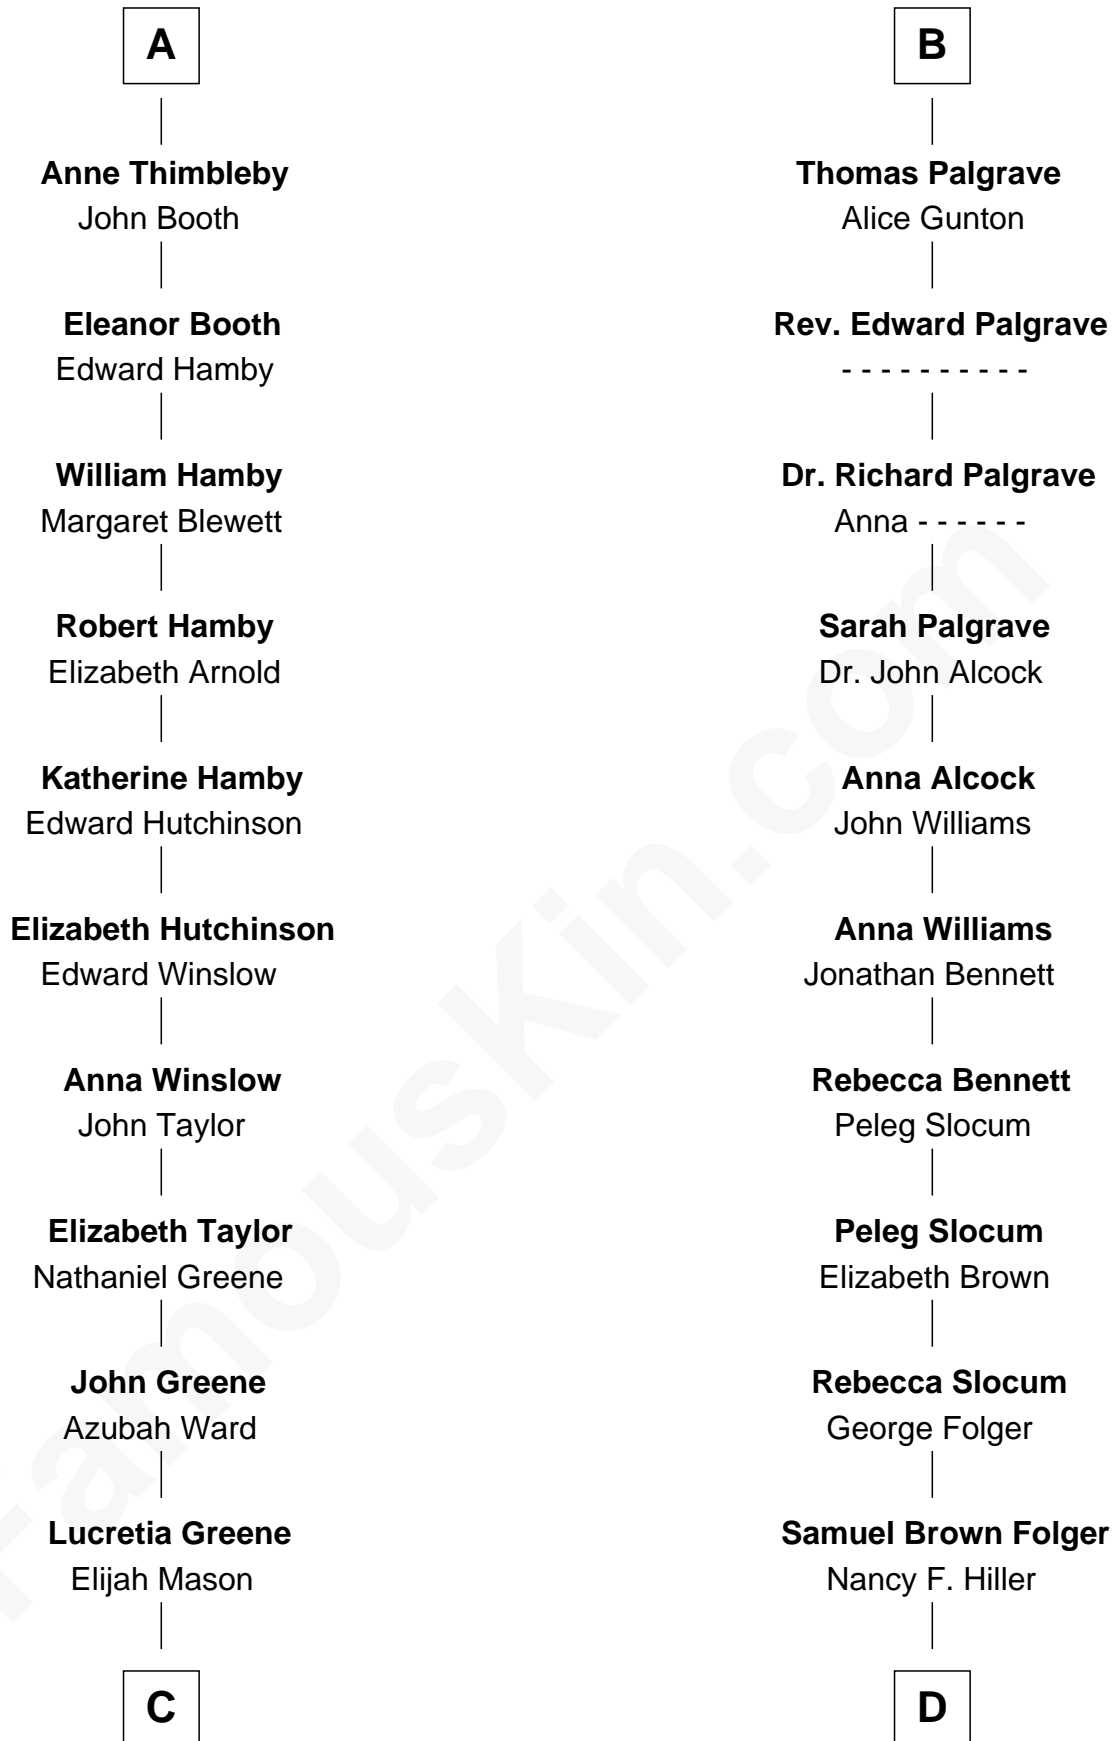 A
Anne Thimbleby
John Booth
Eleanor Booth
Edward Hamby
William Hamby
Margaret Blewett
Robert Hamby
Elizabeth Arnold
Katherine Hamby
Edward Hutchinson
Elizabeth Hutchinson
Edward Winslow
Anna Winslow
John Taylor
Elizabeth Taylor
Nathaniel Greene
John Greene
Azubah Ward
Lucretia Greene
Elijah Mason
C
B
Thomas Palgrave
Alice Gunton
Rev. Edward Palgrave
- - - - - - - - - -
Dr. Richard Palgrave
Anna - - - - - -
Sarah Palgrave
Dr. John Alcock
Anna Alcock
John Williams
Anna Williams
Jonathan Bennett
Rebecca Bennett
Peleg Slocum
Peleg Slocum
Elizabeth Brown
Rebecca Slocum
George Folger
Samuel Brown Folger
Nancy F. Hiller
D
FamousKin.com